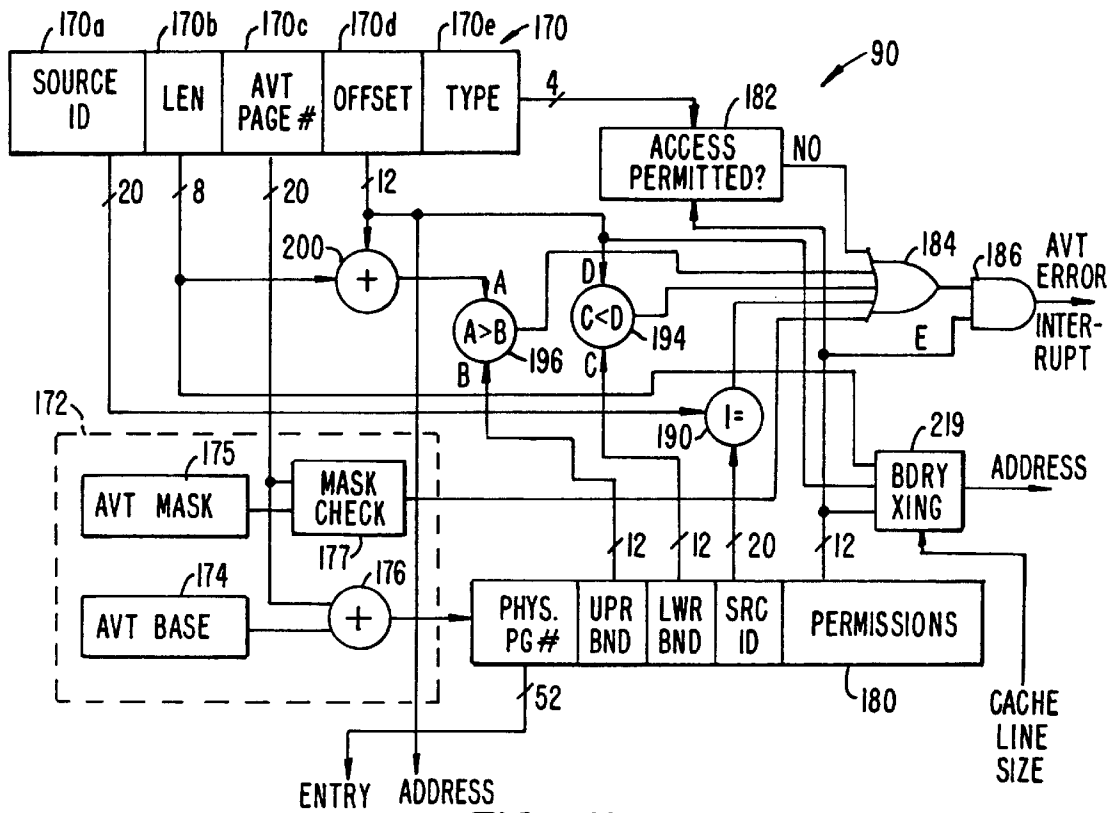 170a 170b 170c 170d 170e 170
SOURCE ID
LEN
AVT PAGE #
OFFSET
TYPE
4
90
182
ACCESS PERMITTED?
NO
20
8
20
12
200
+
A
A>B
B
196
D
C<D
C
194
184
186
AVT ERROR INTER-RUPT
E
172
175
AVT MASK
MASK CHECK
177
190
!=
219
BDRY XING
ADDRESS
174
AVT BASE
176
+
12
12
20
12
PHYS. PG#
UPR BND
LWR BND
SRC ID
PERMISSIONS
52
180
CACHE LINE SIZE
ENTRY
ADDRESS